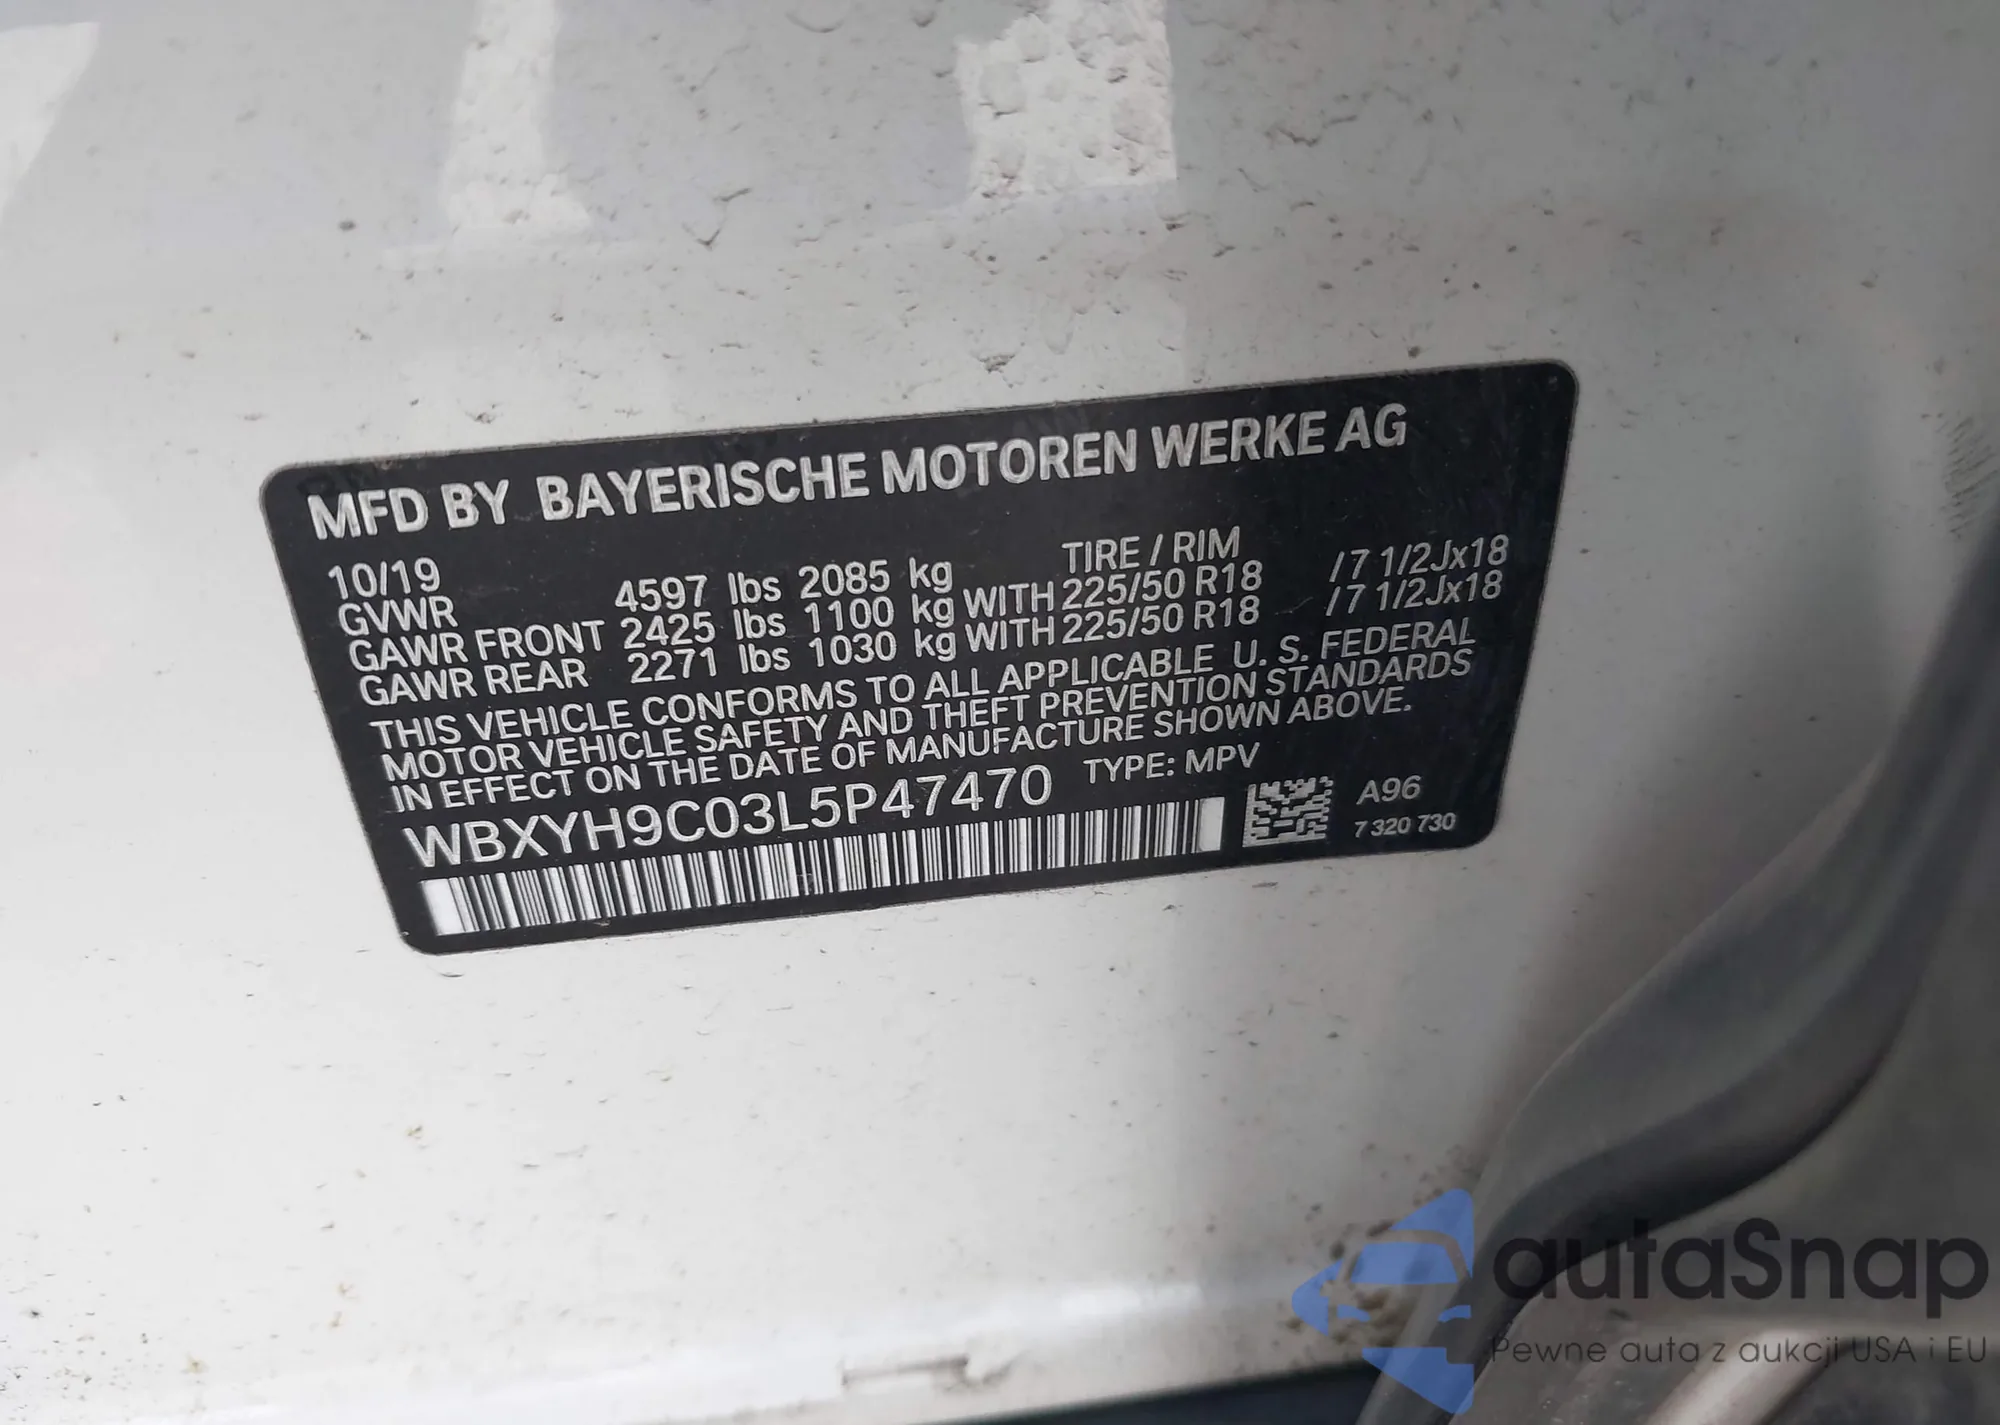 MFD BY BAYERISCHE MOTOREN WERKE AG
10/19 TIRE / RIM
GVWR 4597 lbs 2085 kg
GAWR FRONT 2425 lbs 1100 kg WITH 225/50 R18 /7 1/2Jx18
GAWR REAR 2271 lbs 1030 kg WITH 225/50 R18 /7 1/2Jx18
THIS VEHICLE CONFORMS TO ALL APPLICABLE U. S. FEDERAL
MOTOR VEHICLE SAFETY AND THEFT PREVENTION STANDARDS
IN EFFECT ON THE DATE OF MANUFACTURE SHOWN ABOVE.
WBXYH9C03L5P47470 TYPE: MPV
A96
7 320 730
autaSnap
Pewne auta z aukcji USA i EU